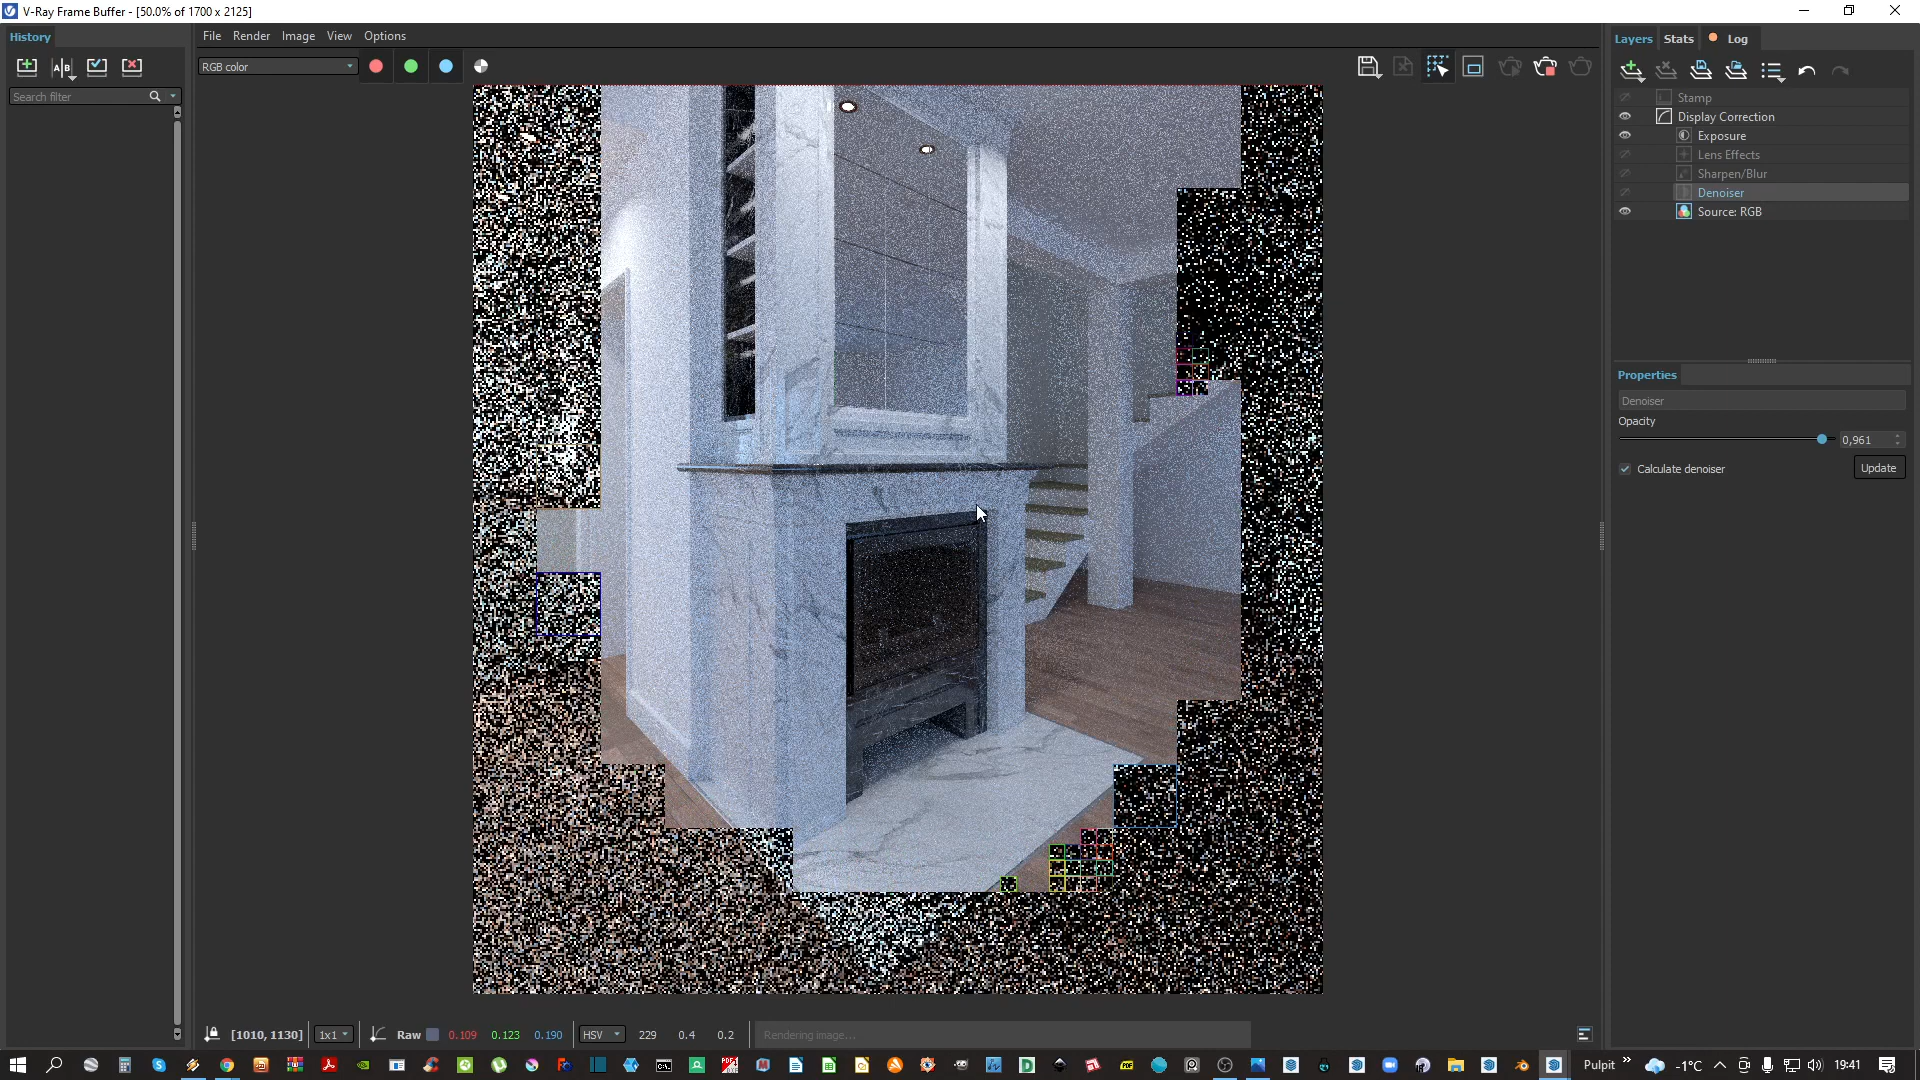 V-Ray Frame Buffer - [50.0% of 1700 x 2125]
History
File Render Image View Options
Layers Stats Log
RGB color
A|B
Search filter
Stamp
Display Correction
Exposure
Lens Effects
Sharpen/Blur
Denoiser
Source: RGB
Properties
Denoiser
Opacity
0,961
Calculate denoiser Update
[1010, 1130] 1x1 Raw 0.109 0.123 0.190 HSV 229 0.4 0.2 Rendering image...
Pulpit -1°C 19:41